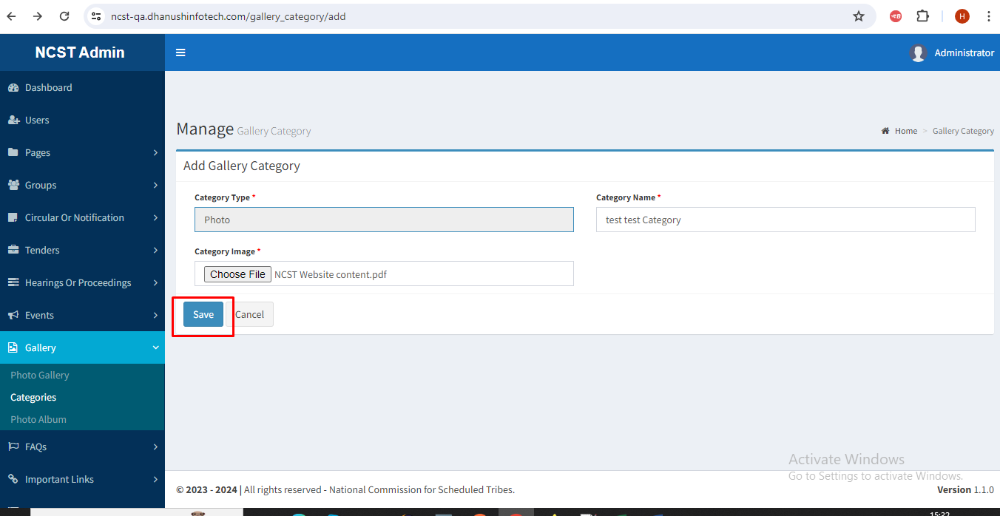 ncst-qa.dhanushinfotech.com/gallery_category/add
H
NCST Admin
Administrator
Dashboard
Users
Pages
Groups
Circular Or Notification
Tenders
Hearings Or Proceedings
Events
Gallery
Photo Gallery
Categories
Photo Album
FAQs
Important Links
Manage Gallery Category
Home > Gallery Category
Add Gallery Category
Category Type *
Photo
Category Name *
test test Category
Category Image *
Choose File NCST Website content.pdf
Save Cancel
Activate Windows
Go to Settings to activate Windows.
© 2023 - 2024 | All rights reserved - National Commission for Scheduled Tribes.
Version 1.1.0